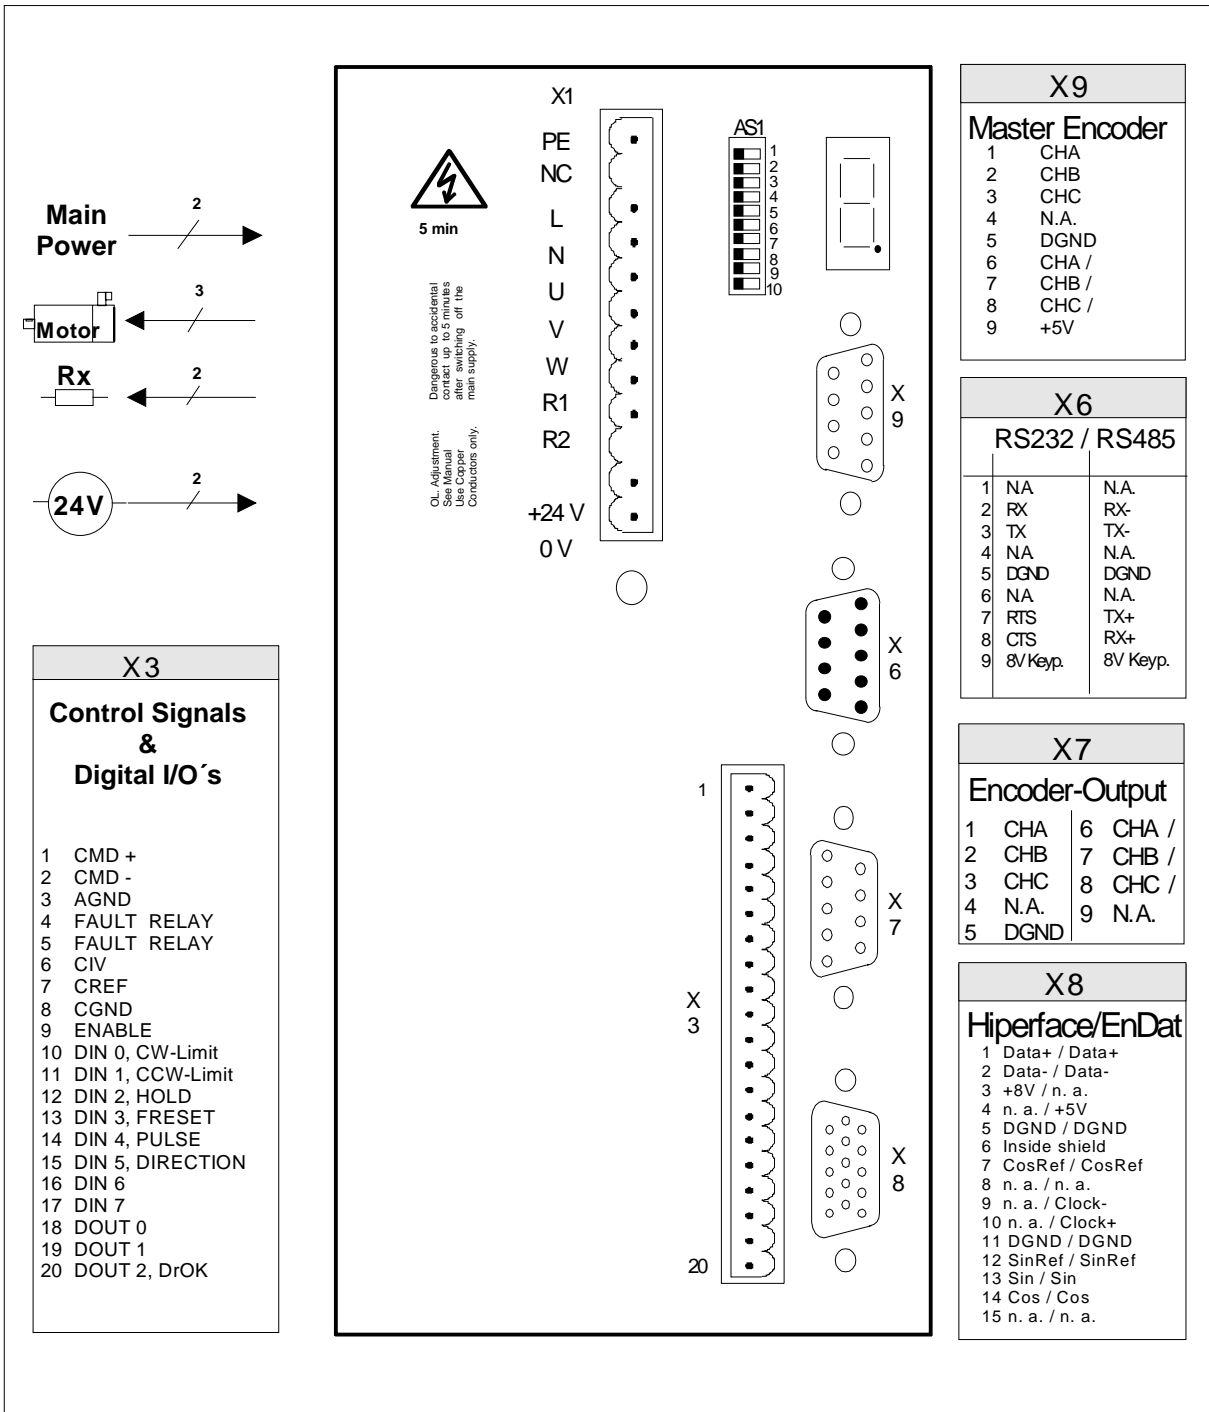 Main
Power
2
3
Motor
Rx
2
24V
2
X3
Control Signals
&
Digital I/O´s
1 CMD +
2 CMD -
3 AGND
4 FAULT RELAY
5 FAULT RELAY
6 CIV
7 CREF
8 CGND
9 ENABLE
10 DIN 0, CW-Limit
11 DIN 1, CCW-Limit
12 DIN 2, HOLD
13 DIN 3, FRESET
14 DIN 4, PULSE
15 DIN 5, DIRECTION
16 DIN 6
17 DIN 7
18 DOUT 0
19 DOUT 1
20 DOUT 2, DrOK
5 min
Dangerous to accidental
contact up to 5 minutes
after switching off the
main supply.
OL. Adjustment.
See Manual
Use Copper
Conductors only.
X1
PE
NC
L
N
U
V
W
R1
R2
+24 V
0 V
AS1
1
2
3
4
5
6
7
8
9
10
X
9
X
6
1
X
3
20
X
7
X
8
X9
Master Encoder
1 CHA
2 CHB
3 CHC
4 N.A.
5 DGND
6 CHA /
7 CHB /
8 CHC /
9 +5V
X6
RS232 / RS485
1 N.A. N.A.
2 RX RX-
3 TX TX-
4 N.A. N.A.
5 DGND DGND
6 N.A. N.A.
7 RTS TX+
8 CTS RX+
9 8V Keyp. 8V Keyp.
X7
Encoder-Output
1 CHA 6 CHA /
2 CHB 7 CHB /
3 CHC 8 CHC /
4 N.A. 9 N.A.
5 DGND
X8
Hiperface/EnDat
1 Data+ / Data+
2 Data- / Data-
3 +8V / n. a.
4 n. a. / +5V
5 DGND / DGND
6 Inside shield
7 CosRef / CosRef
8 n. a. / n. a.
9 n. a. / Clock-
10 n. a. / Clock+
11 DGND / DGND
12 SinRef / SinRef
13 Sin / Sin
14 Cos / Cos
15 n. a. / n. a.